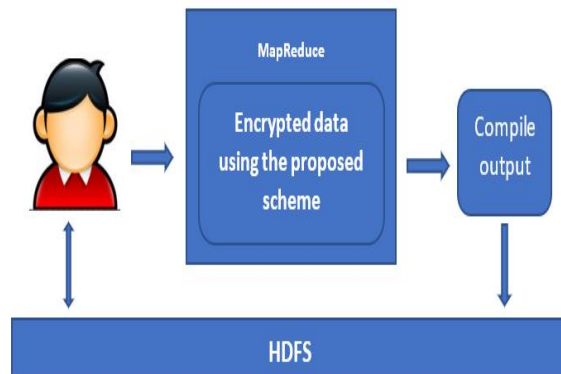 MapReduce
Encrypted data
using the proposed
scheme
Compile
output
HDFS